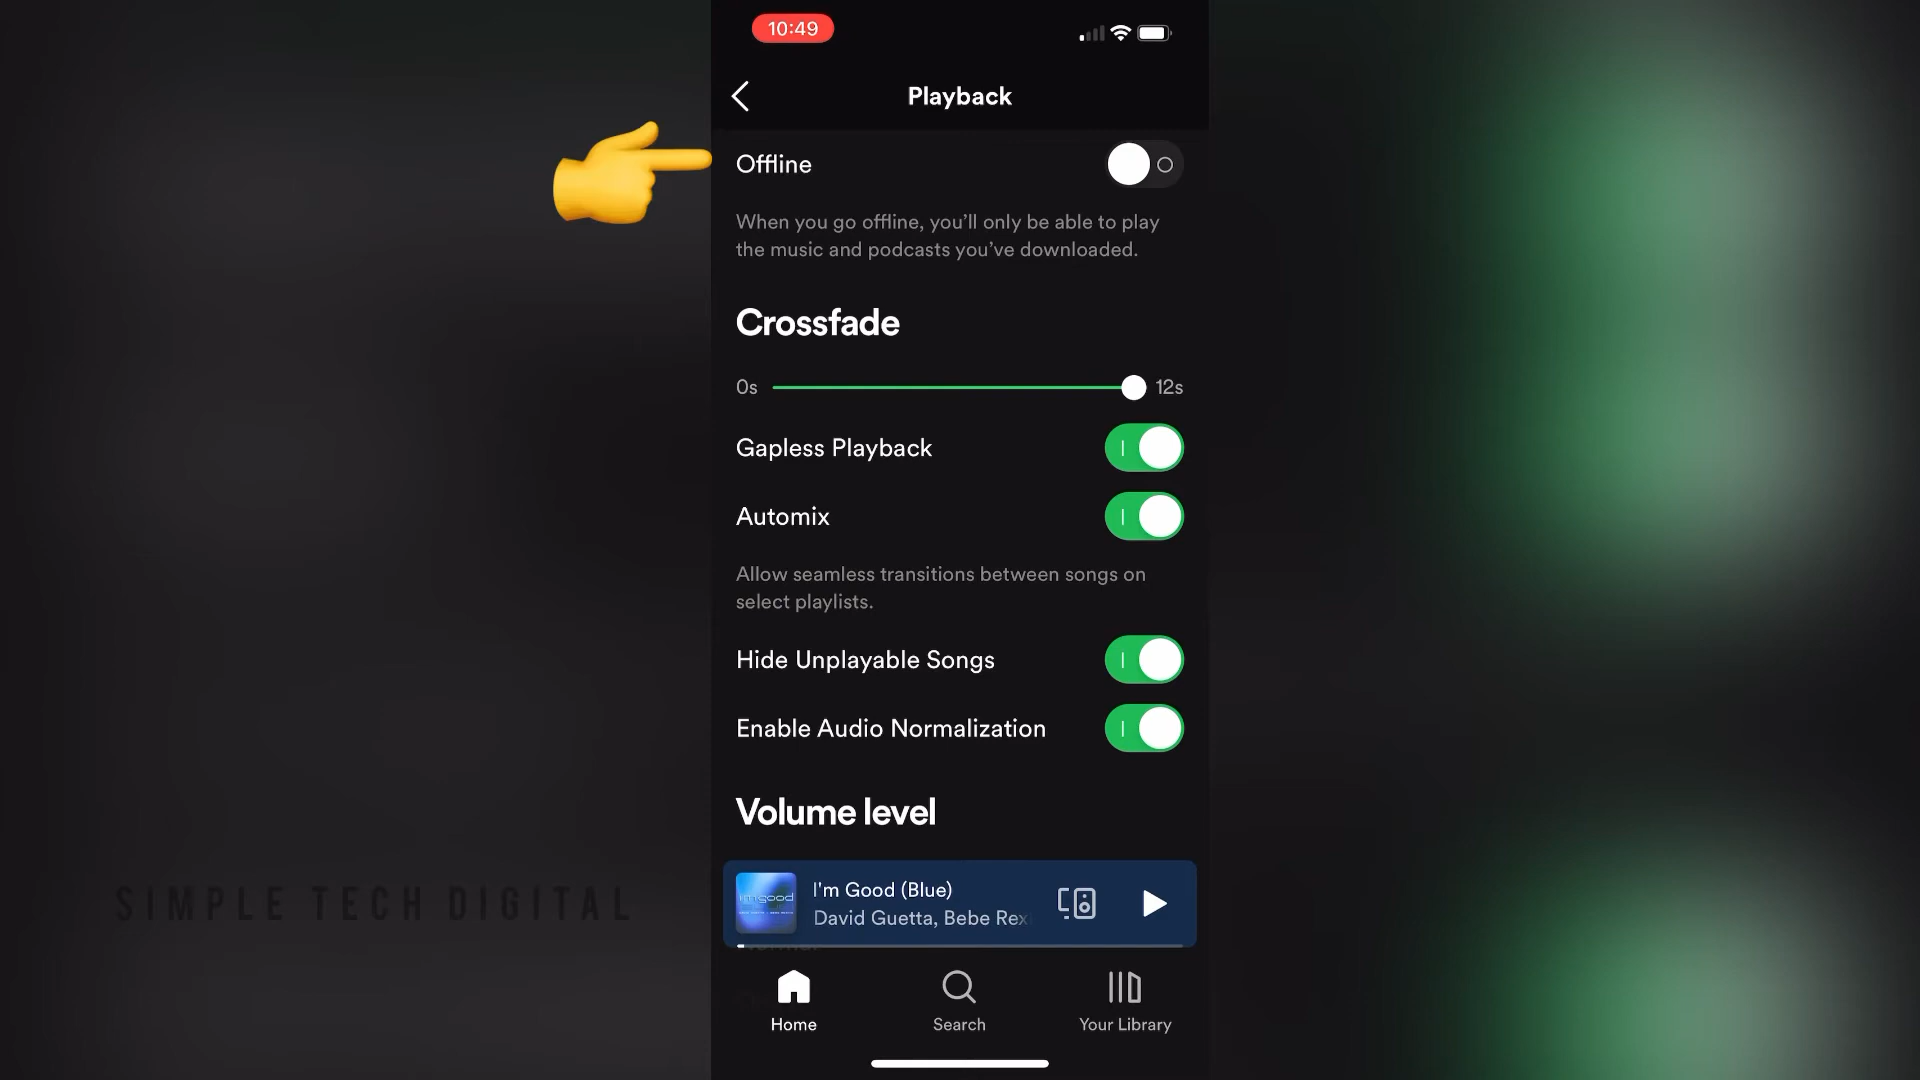 10:49
Playback
Offline
When you go offline, you’ll only be able to play
the music and podcasts you’ve downloaded.
Crossfade
0s 12s
Gapless Playback
Automix
Allow seamless transitions between songs on
select playlists.
Hide Unplayable Songs
Enable Audio Normalization
Volume level
I'm Good (Blue)
David Guetta, Bebe Rex
Home Search Your Library
SIMPLE TECH DIGITAL